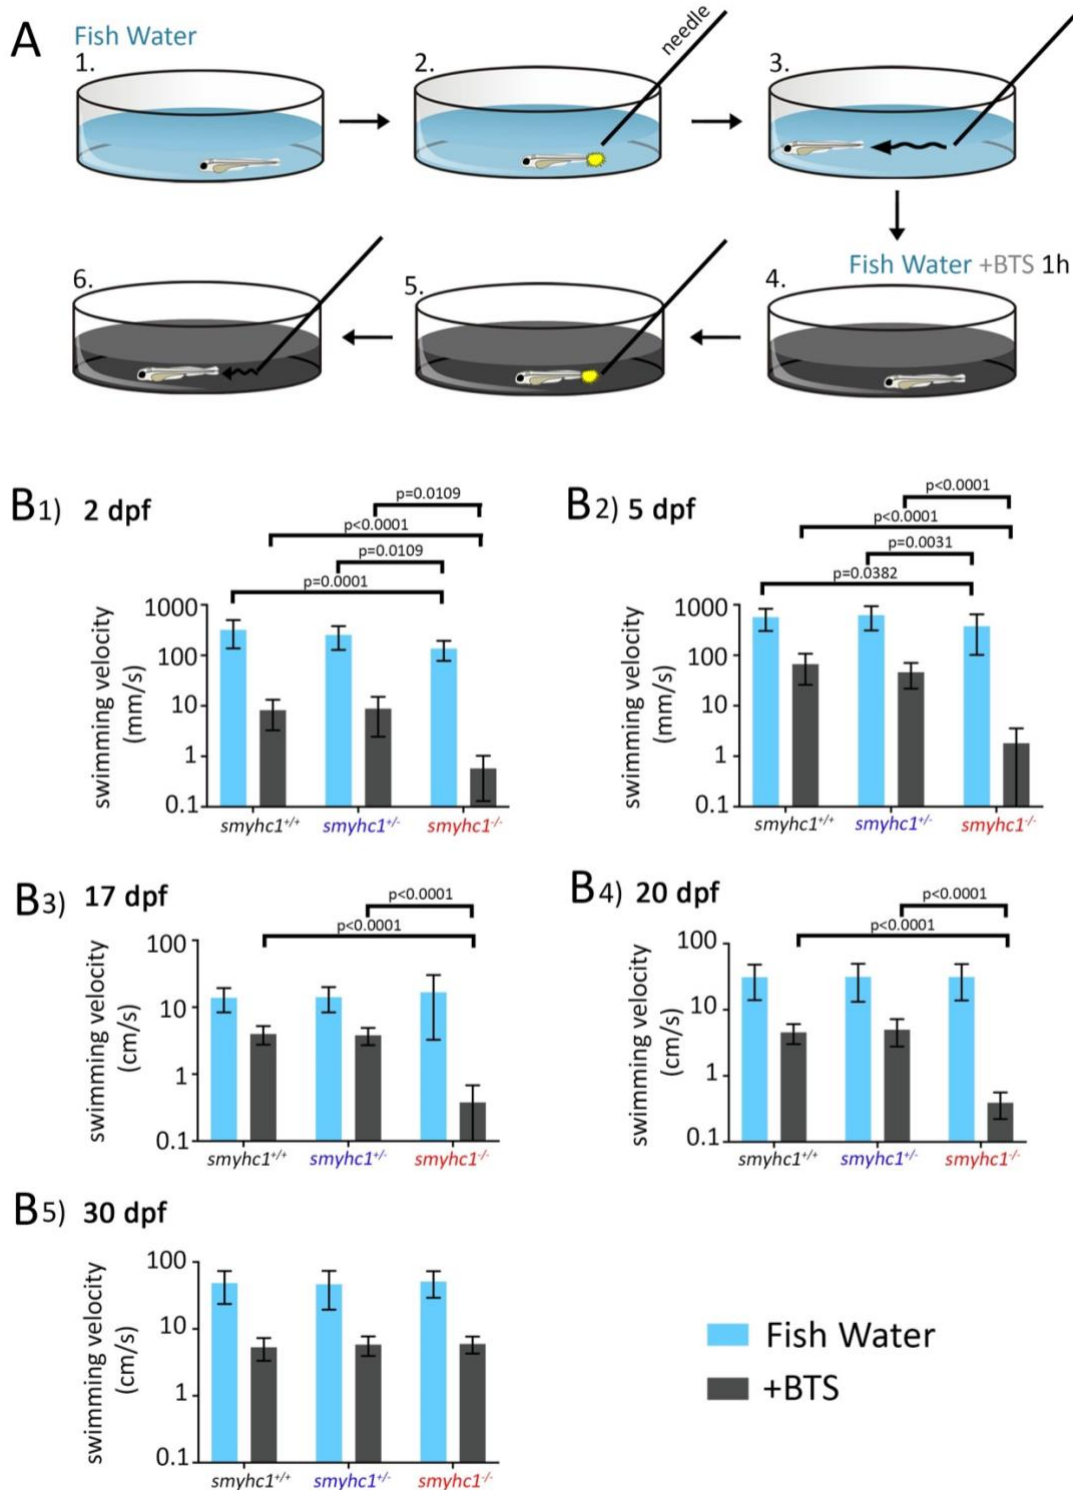 A
Fish Water
1.
2.
needle
3.
Fish Water +BTS 1h
6.
5.
4.
B1) 2 dpf
p=0.0109
p<0.0001
p=0.0109
p=0.0001
swimming velocity
(mm/s)
1000
100
10
1
0.1
smyhc1+/+
smyhc1+/-
smyhc1-/-
B2) 5 dpf
p<0.0001
p<0.0001
p=0.0031
p=0.0382
swimming velocity
(mm/s)
1000
100
10
1
0.1
smyhc1+/+
smyhc1+/-
smyhc1-/-
B3) 17 dpf
p<0.0001
p<0.0001
swimming velocity
(cm/s)
100
10
1
0.1
smyhc1+/+
smyhc1+/-
smyhc1-/-
B4) 20 dpf
p<0.0001
p<0.0001
swimming velocity
(cm/s)
100
10
1
0.1
smyhc1+/+
smyhc1+/-
smyhc1-/-
B5) 30 dpf
swimming velocity
(cm/s)
100
10
1
0.1
smyhc1+/+
smyhc1+/-
smyhc1-/-
Fish Water
+BTS